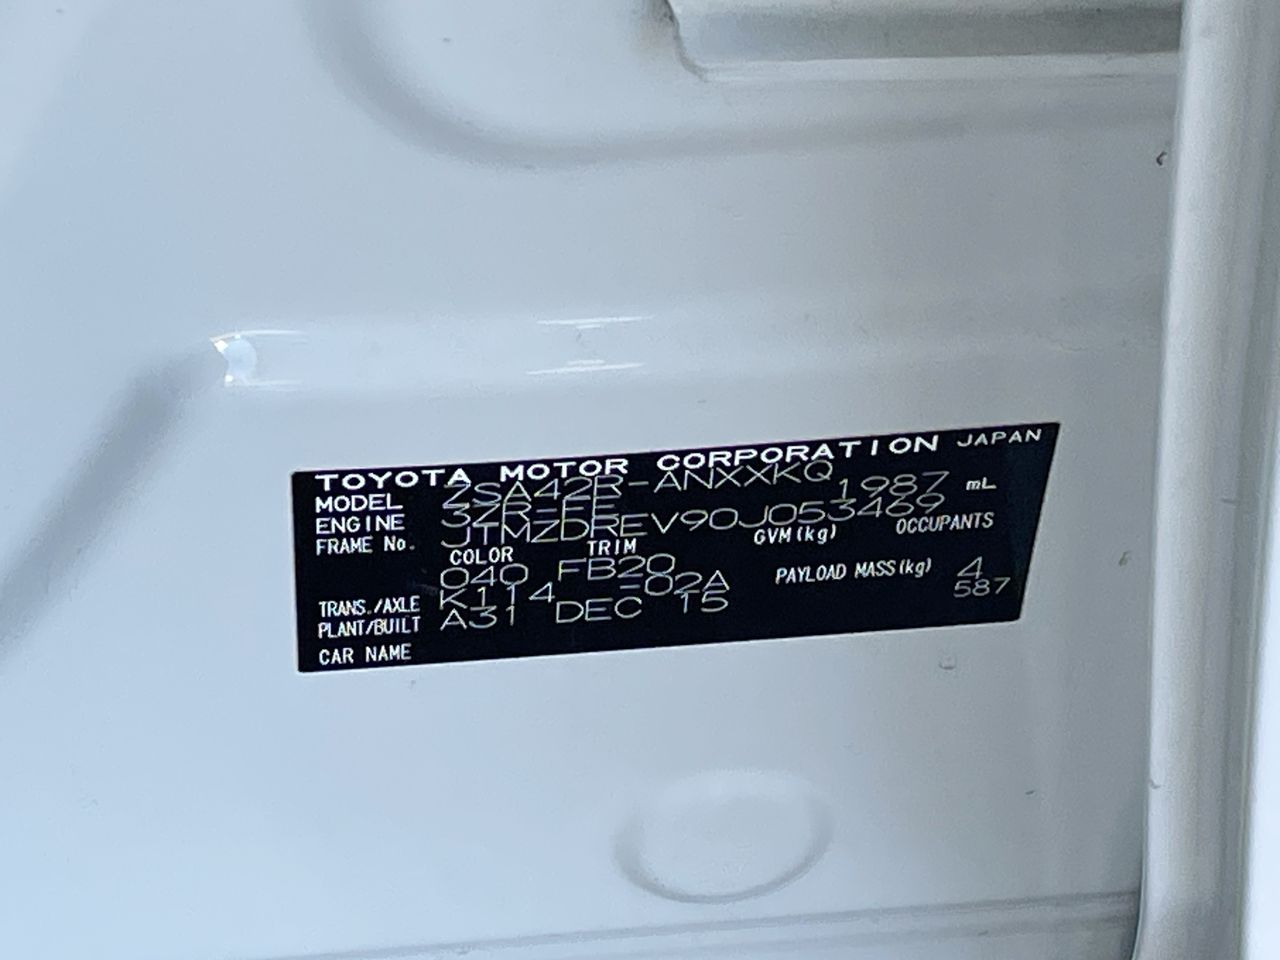 TOYOTA MOTOR CORPORATION JAPAN
MODEL ZSA42R-ANXXKQ
ENGINE 3ZR-FE 1987 mL
FRAME No. JTMZDREV90J053469
COLOR TRIM GVM(kg) OCCUPANTS
040 FB20 4
TRANS./AXLE K114 -02A PAYLOAD MASS(kg) 587
PLANT/BUILT A31 DEC 15
CAR NAME